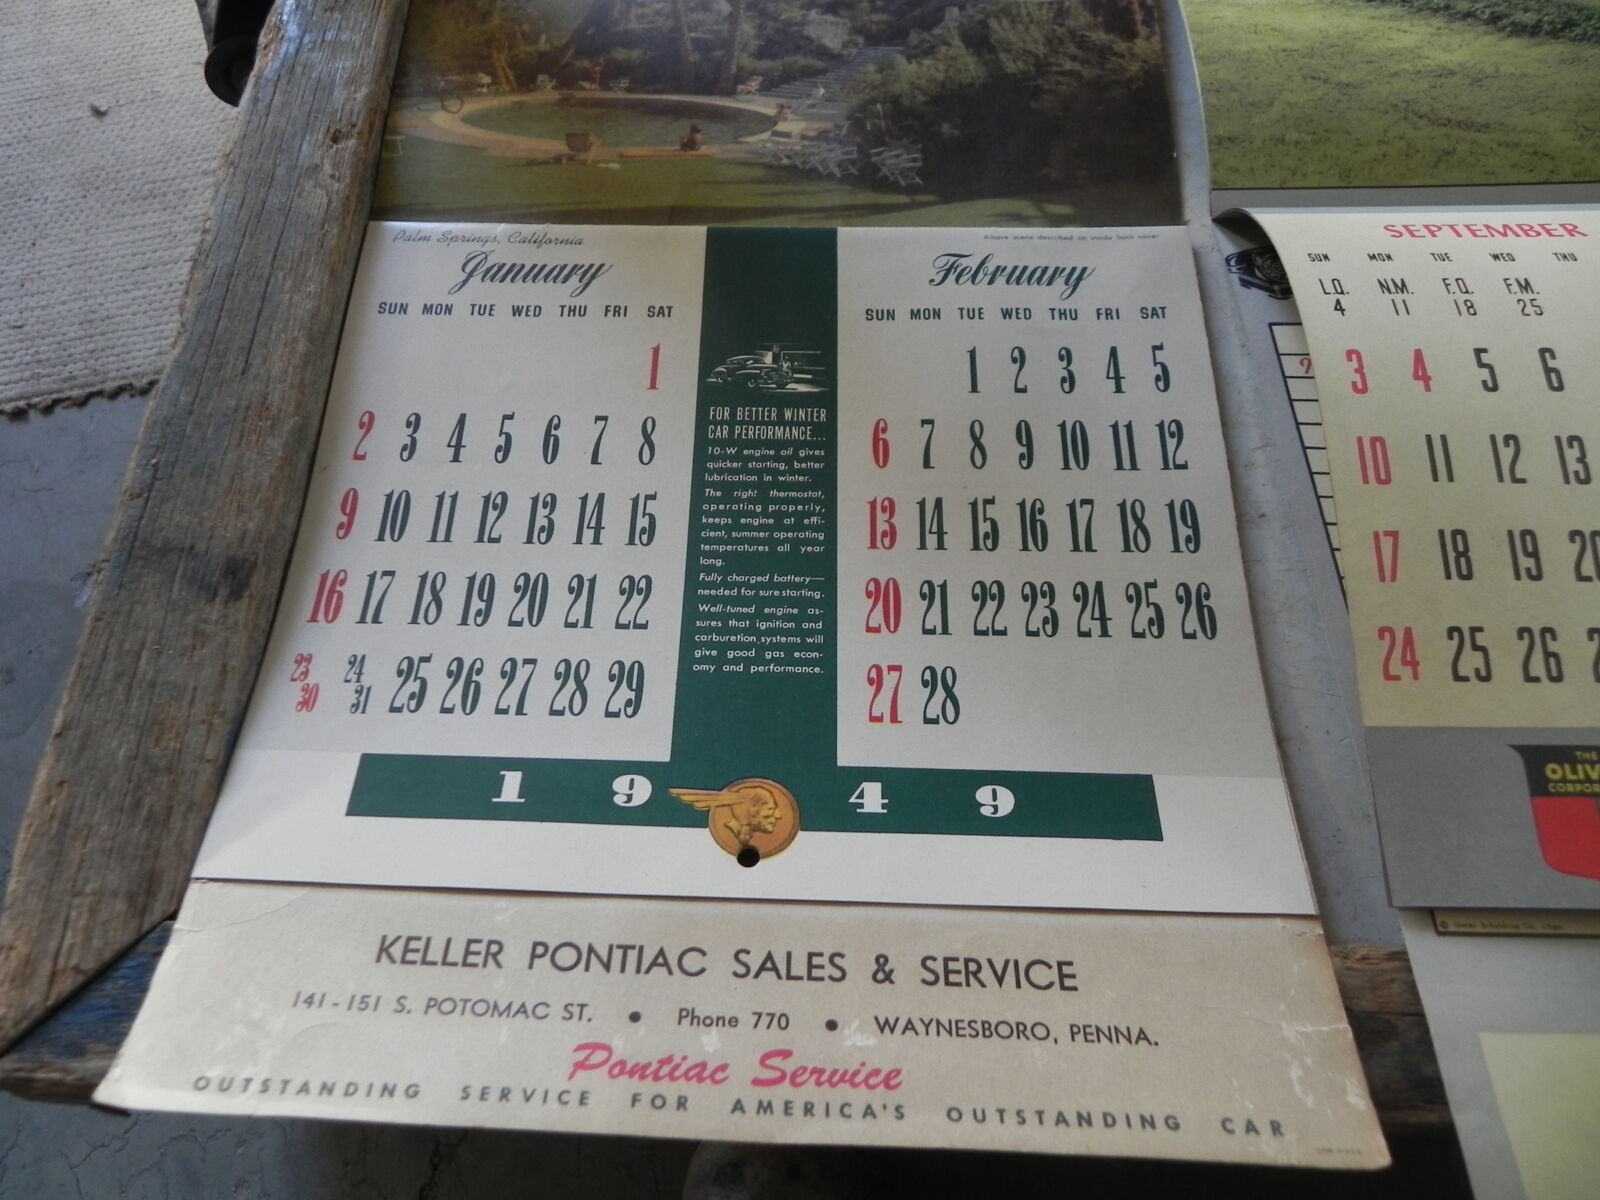 Palm Springs, California
Above scene described on inside back cover
January
SUN MON TUE WED THU FRI SAT
1
2 3 4 5 6 7 8
9 10 11 12 13 14 15
16 17 18 19 20 21 22
23 24 25 26 27 28 29
30 31
FOR BETTER WINTER
CAR PERFORMANCE...
10-W engine oil gives
quicker starting, better
lubrication in winter.
The right thermostat,
operating properly,
keeps engine at effi-
cient, summer operating
temperatures all year
long.
Fully charged battery—
needed for sure starting.
Well-tuned engine as-
sures that ignition and
carburetion systems will
give good gas econ-
omy and performance.
February
SUN MON TUE WED THU FRI SAT
1 2 3 4 5
6 7 8 9 10 11 12
13 14 15 16 17 18 19
20 21 22 23 24 25 26
27 28
1 9 4 9
KELLER PONTIAC SALES & SERVICE
141-151 S. POTOMAC ST. • Phone 770 • WAYNESBORO, PENNA.
Pontiac Service
OUTSTANDING SERVICE FOR AMERICA'S OUTSTANDING CAR
SEPTEMBER
SUN MON TUE WED THU
L.Q. N.M. F.Q. F.M.
4 11 18 25
3 4 5 6
10 11 12 13
17 18 19 20
24 25 26
THE
OLIV
CORPOR